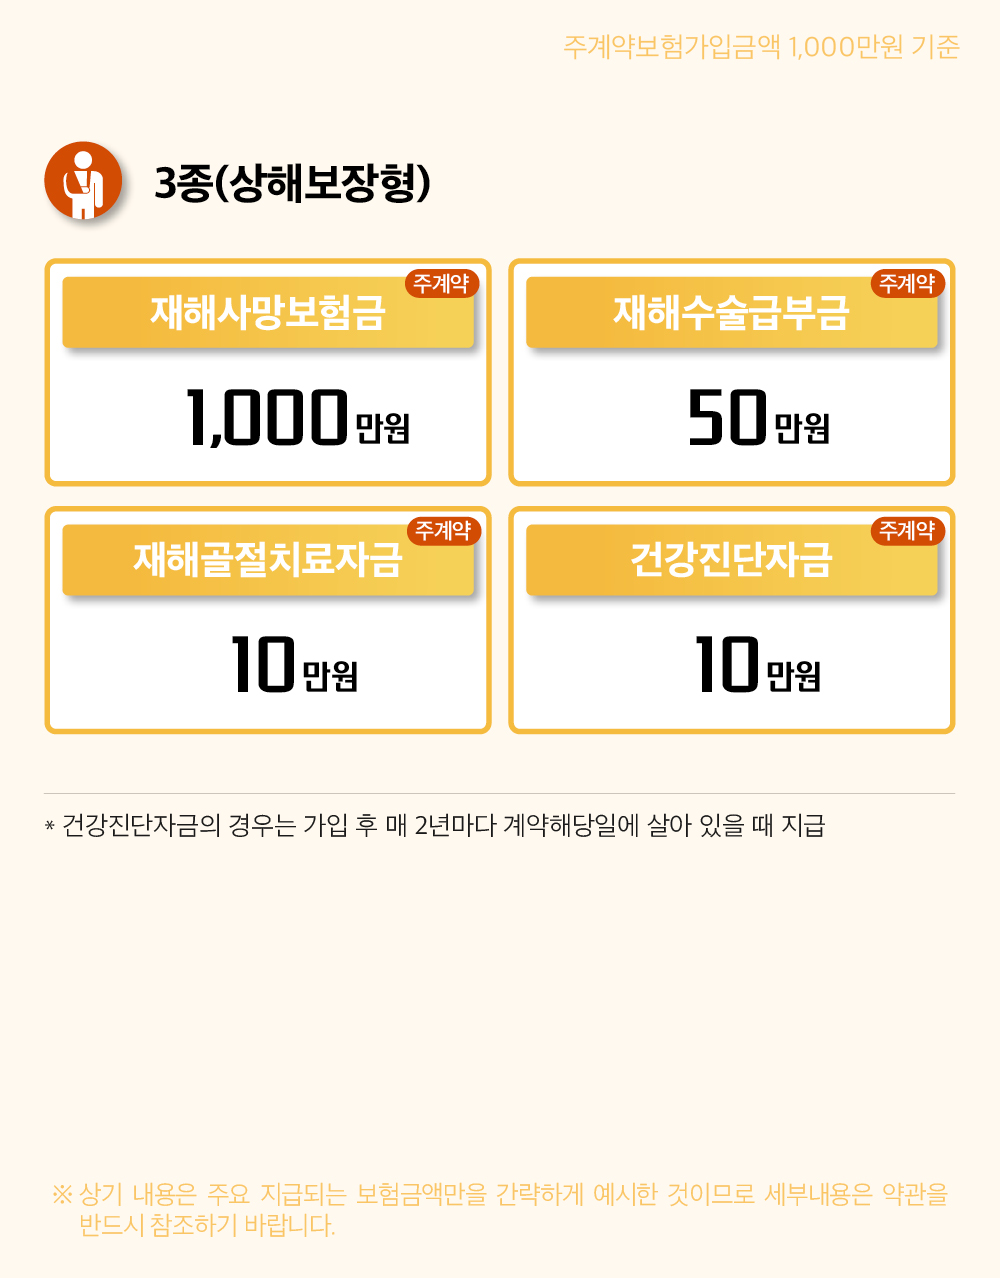 주계약보험가입금액 1,000만원 기준
3종(상해보장형)
주계약
재해사망보험금
1,000만원
주계약
재해수술급부금
50만원
주계약
재해골절치료자금
10만원
주계약
건강진단자금
10만원
* 건강진단자금의 경우는 가입 후 매 2년마다 계약해당일에 살아 있을 때 지급
※ 상기 내용은 주요 지급되는 보험금액만을 간략하게 예시한 것이므로 세부내용은 약관을
반드시 참조하기 바랍니다.